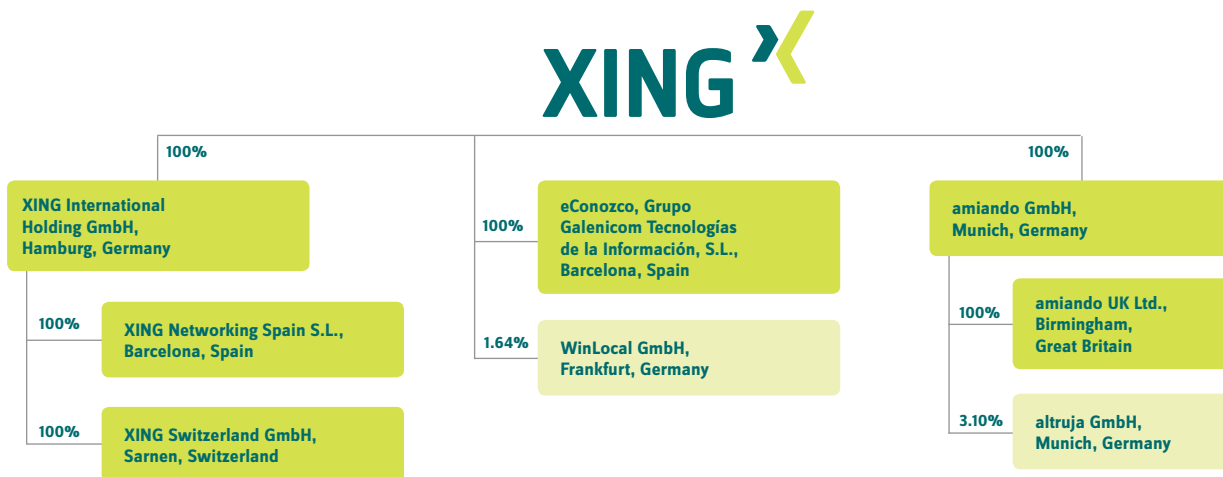 XING
100%
XING International
Holding GmbH,
Hamburg, Germany
100%
XING Networking Spain S.L.,
Barcelona, Spain
100%
XING Switzerland GmbH,
Sarnen, Switzerland
100%
eConozco, Grupo
Galenicom Tecnologías
de la Información, S.L.,
Barcelona, Spain
1.64%
WinLocal GmbH,
Frankfurt, Germany
100%
amiando GmbH,
Munich, Germany
100%
amiando UK Ltd.,
Birmingham,
Great Britain
3.10%
altruja GmbH,
Munich, Germany